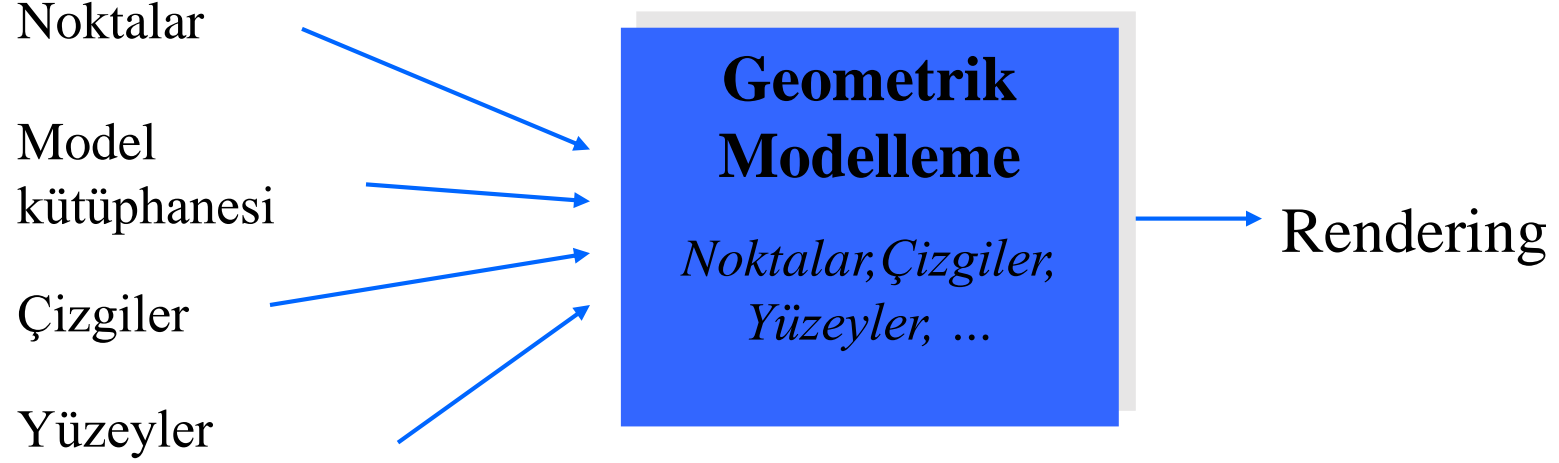 Noktalar
Model
kütüphanesi
Çizgiler
Yüzeyler
Geometrik
Modelleme
Noktalar,Çizgiler,
Yüzeyler, ...
Rendering